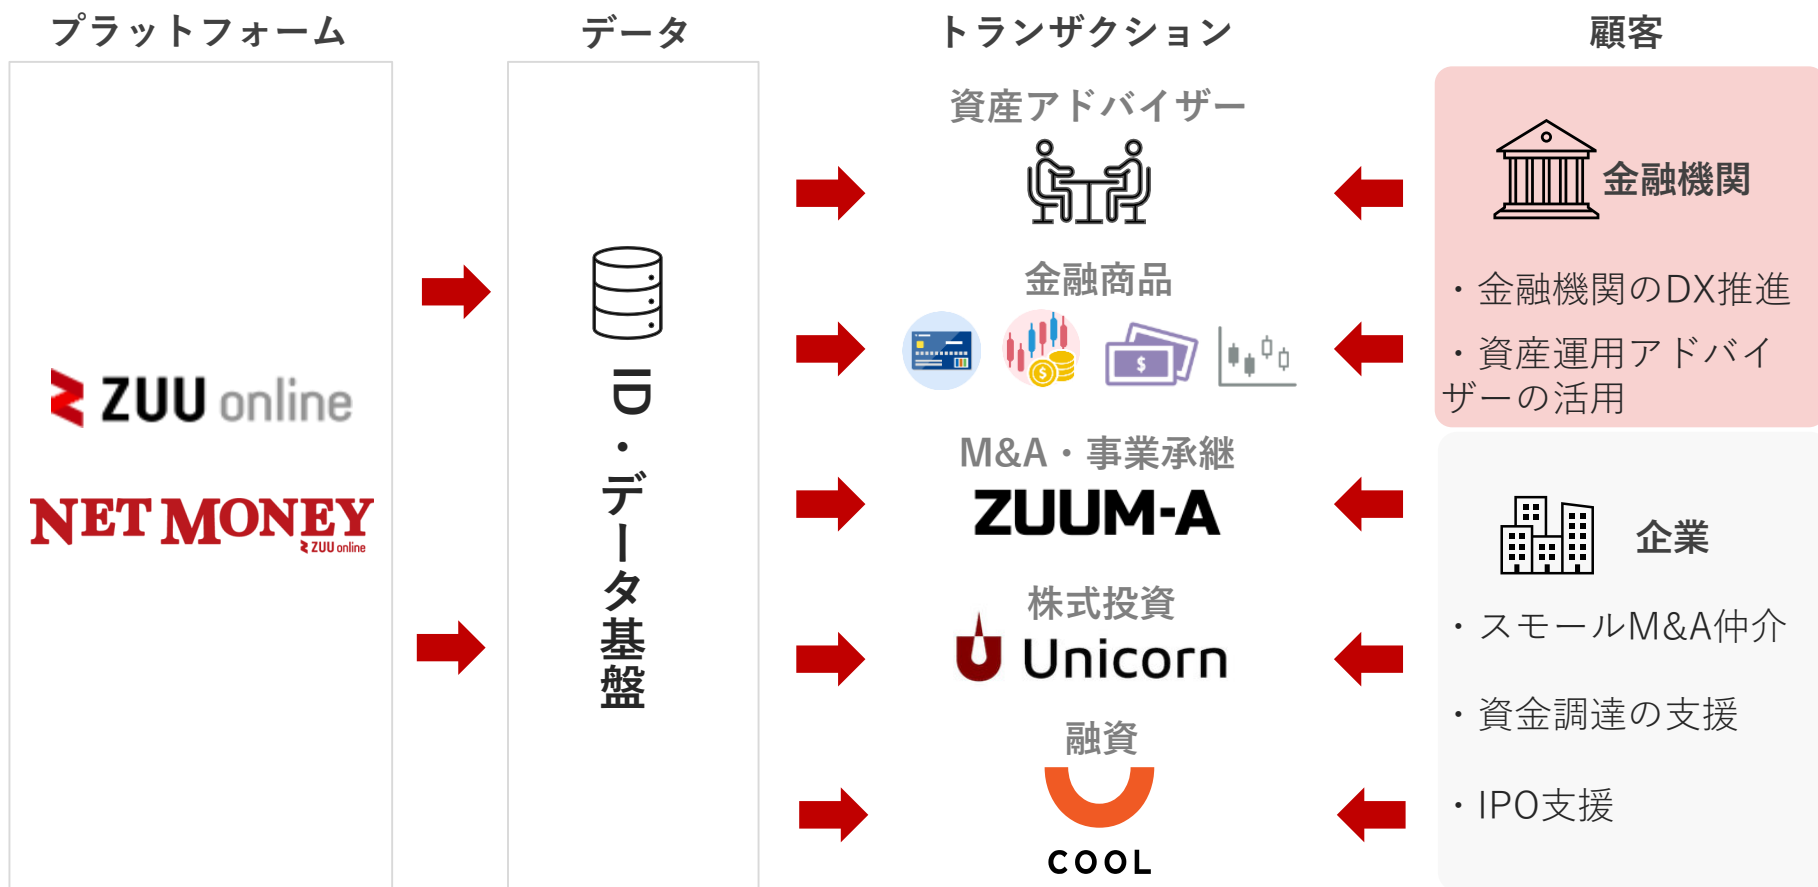 プラットフォーム
データ
トランザクション
顧客
ZUU online
NET MONEY
ZUU online
ID・データ基盤
資産アドバイザー
金融商品
M&A・事業承継
ZUUM-A
株式投資
Unicorn
融資
COOL
金融機関
・金融機関のDX推進
・資産運用アドバイ
ザーの活用
企業
・スモールM&A仲介
・資金調達の支援
・IPO支援